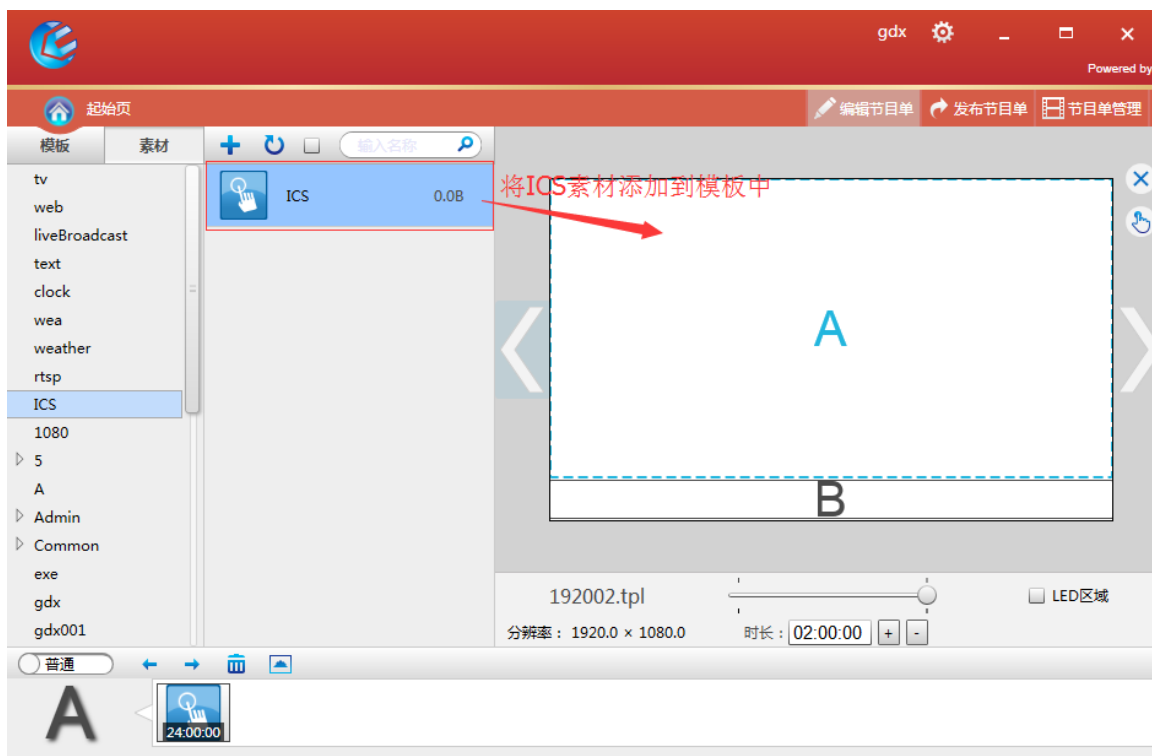 gdx
Powered by
起始页
编辑节目单
发布节目单
节目单管理
模板
素材
输入名称
tv
web
liveBroadcast
text
clock
wea
weather
rtsp
ICS
1080
5
A
Admin
Common
exe
gdx
gdx001
ICS
0.0B
将ICS素材添加到模板中
A
B
192002.tpl
LED区域
分辨率： 1920.0 × 1080.0
时长：02:00:00 + -
普通
A
24:00:00